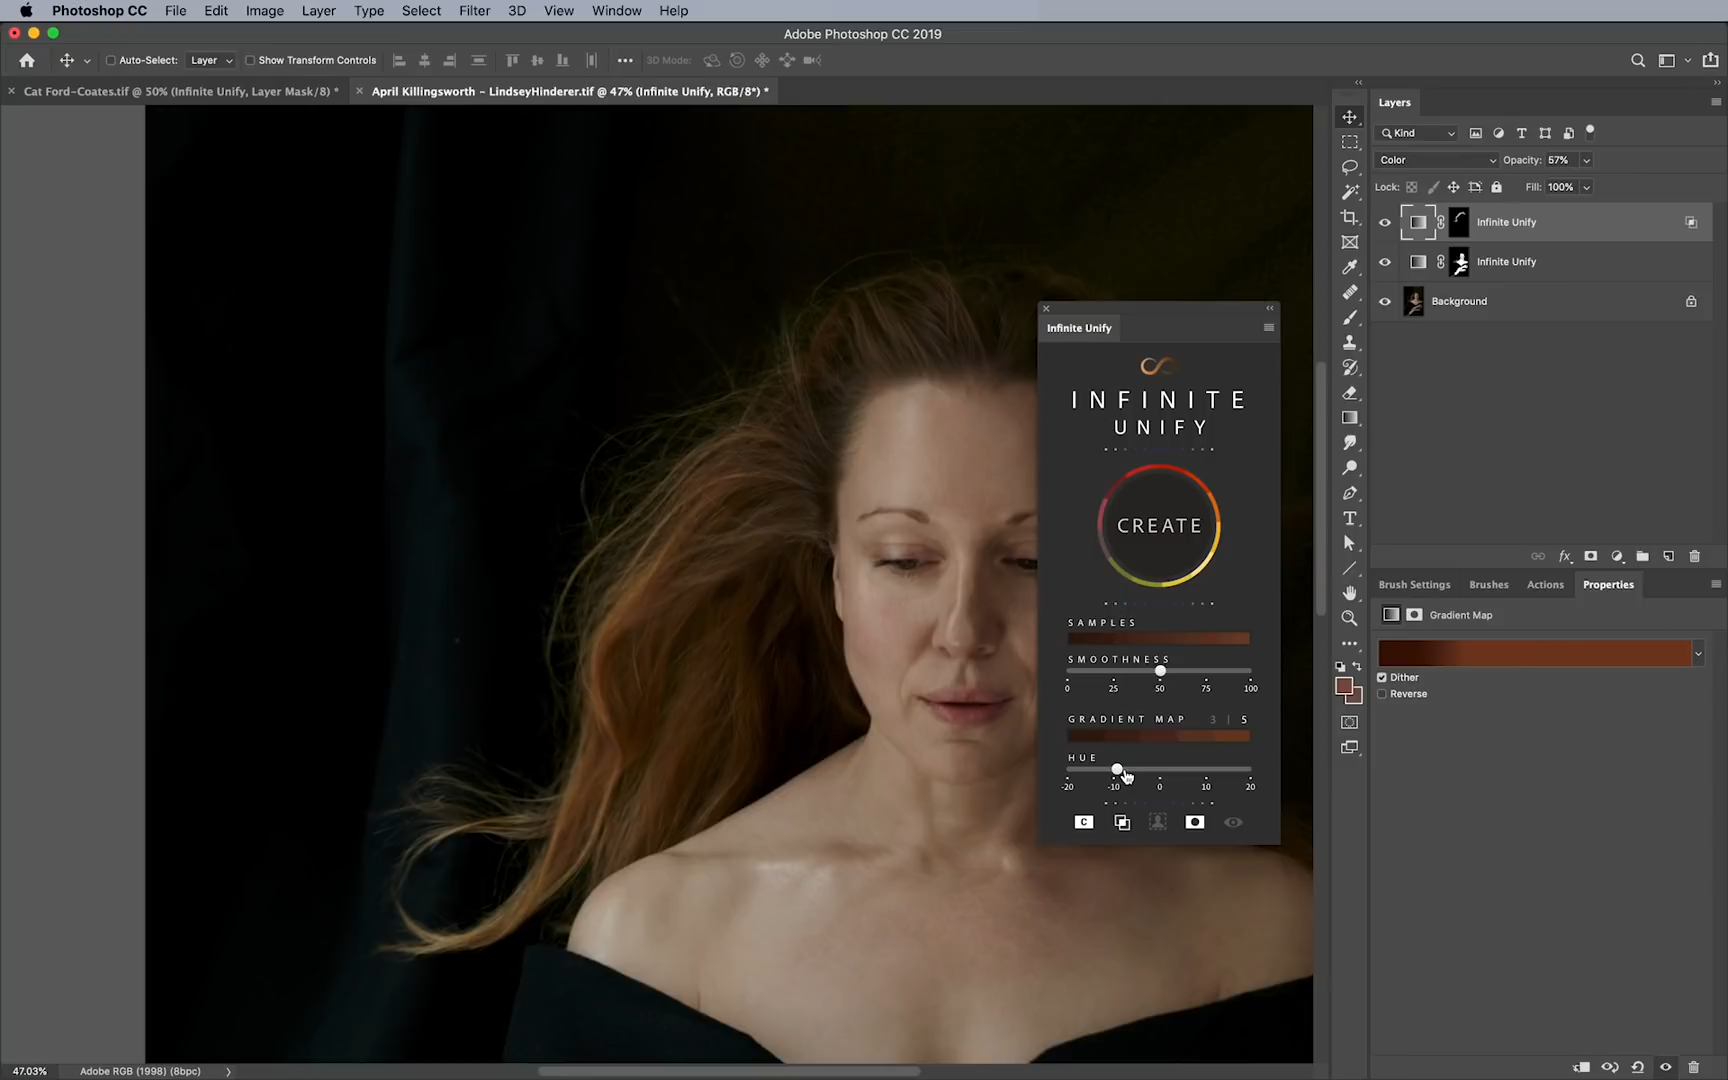 Photoshop CC File Edit Image Layer Type Select Filter 3D View Window Help
Adobe Photoshop CC 2019
Auto-Select: Layer Show Transform Controls 3D Mode:
Cat Ford-Coates.tif @ 50% (Infinite Unify, Layer Mask/8) *
April Killingsworth - LindseyHinderer.tif @ 47% (Infinite Unify, RGB/8*) *
Layers
Kind
Color Opacity: 57%
Lock: Fill: 100%
Infinite Unify
Infinite Unify
Background
Infinite Unify
INFINITE
UNIFY
CREATE
SAMPLES
SMOOTHNESS
0 25 50 75 100
GRADIENT MAP 3 | 5
HUE
-20 -10 0 10 20
C
fx
Brush Settings Brushes Actions Properties
Gradient Map
Dither
Reverse
47.03% Adobe RGB (1998) (8bpc)